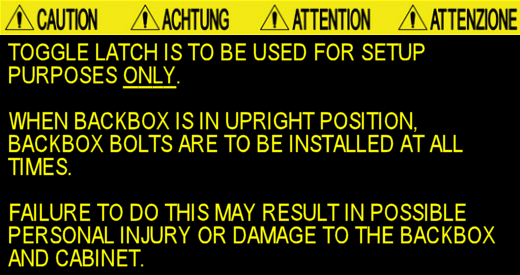 CAUTION ACHTUNG ATTENTION ATTENZIONE
TOGGLE LATCH IS TO BE USED FOR SETUP
PURPOSES ONLY.
WHEN BACKBOX IS IN UPRIGHT POSITION,
BACKBOX BOLTS ARE TO BE INSTALLED AT ALL
TIMES.
FAILURE TO DO THIS MAY RESULT IN POSSIBLE
PERSONAL INJURY OR DAMAGE TO THE BACKBOX
AND CABINET.